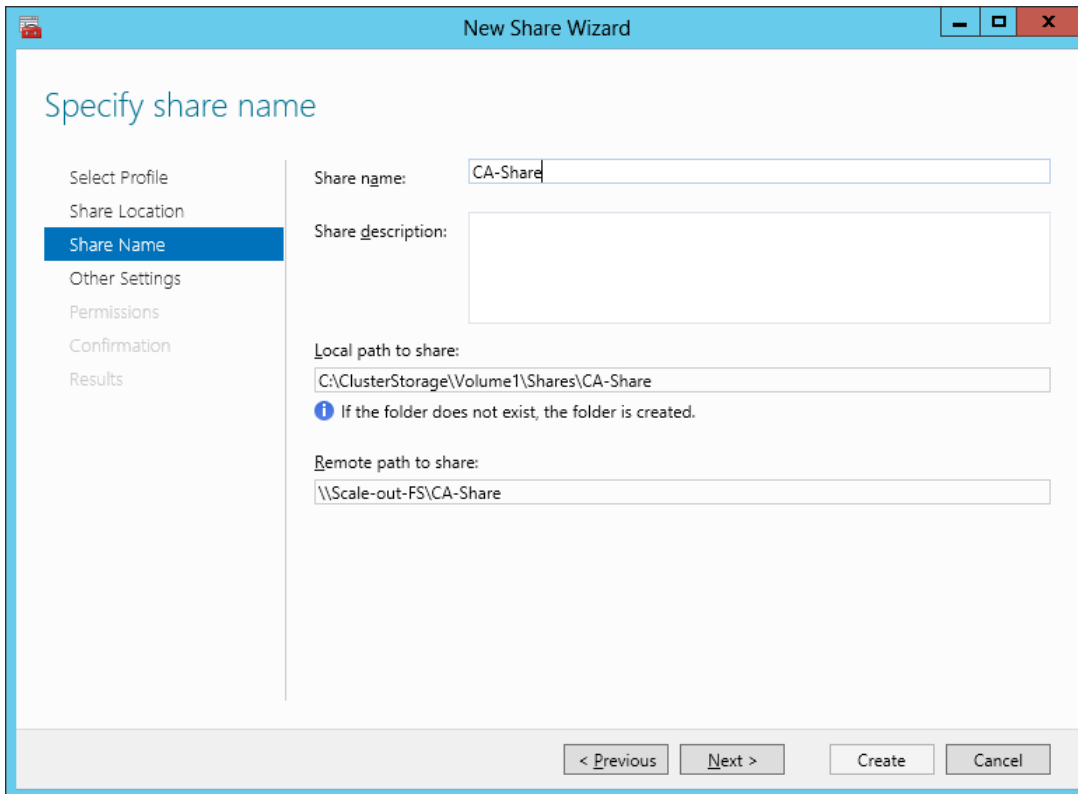 New Share Wizard
Specify share name
Select Profile
Share Location
Share Name
Other Settings
Permissions
Confirmation
Results
Share name:
CA-Share
Share description:
Local path to share:
C:\ClusterStorage\Volume1\Shares\CA-Share
If the folder does not exist, the folder is created.
Remote path to share:
\\Scale-out-FS\CA-Share
< Previous
Next >
Create
Cancel